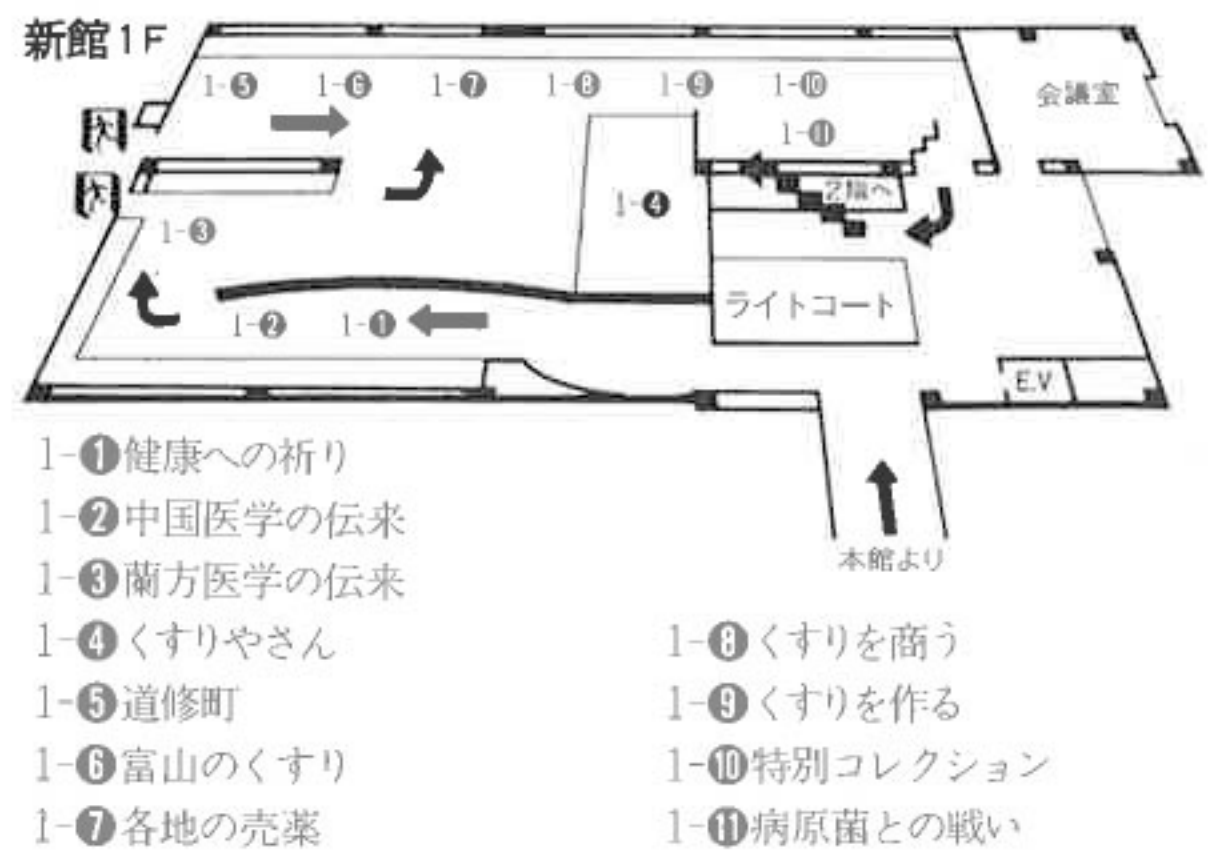 新館1F
1-❺ 1-❻ 1-❼ 1-❽ 1-❾ 1-❿
会議室
1-⓫
2階へ
1-❹
1-❸
ライトコート
1-❷ 1-❶
E.V
本館より
1-❶健康への祈り
1-❷中国医学の伝来
1-❸蘭方医学の伝来
1-❹くすりやさん
1-❺道修町
1-❻富山のくすり
1-❼各地の売薬
1-❽くすりを商う
1-❾くすりを作る
1-❿特別コレクション
1-⓫病原菌との戦い